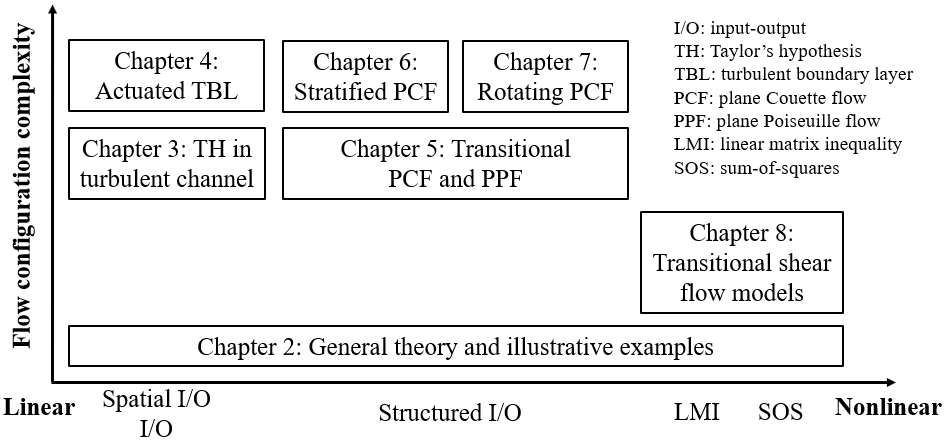 Flow configuration complexity
Chapter 4:
Actuated TBL
Chapter 6:
Stratified PCF
Chapter 7:
Rotating PCF
I/O: input-output
TH: Taylor's hypothesis
TBL: turbulent boundary layer
PCF: plane Couette flow
PPF: plane Poiseuille flow
LMI: linear matrix inequality
SOS: sum-of-squares
Chapter 3: TH in
turbulent channel
Chapter 5: Transitional
PCF and PPF
Chapter 8:
Transitional shear
flow models
Chapter 2: General theory and illustrative examples
Linear
Spatial I/O
I/O
Structured I/O
LMI
SOS
Nonlinear